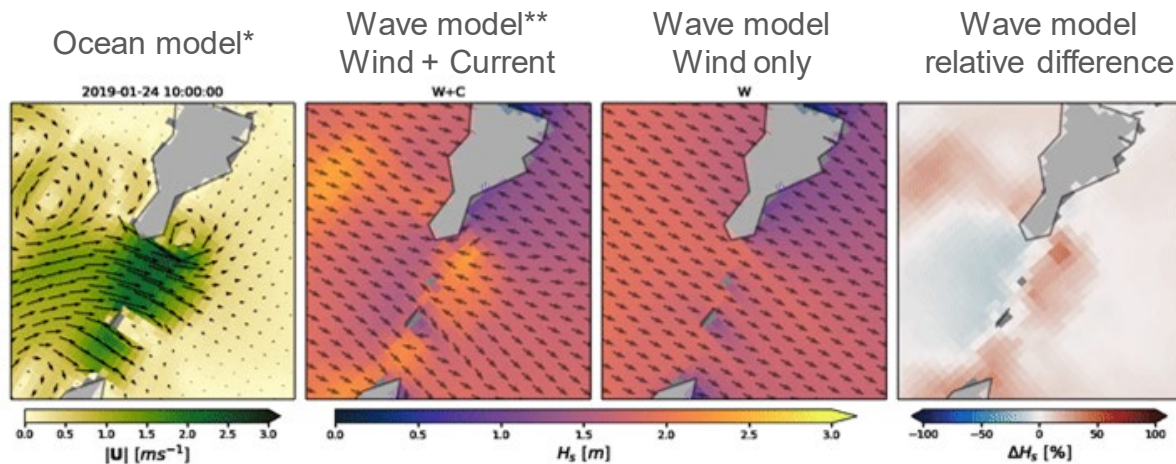 Ocean model*
Wave model**
Wind + Current
Wave model
Wind only
Wave model
relative difference
2019-01-24 10:00:00
W+C
W
0.0 0.5 1.0 1.5 2.0 2.5 3.0
|U| [ms⁻¹]
0.0 0.5 1.0 1.5 2.0 2.5 3.0
Hₛ [m]
−100 −50 0 50 100
ΔHₛ [%]